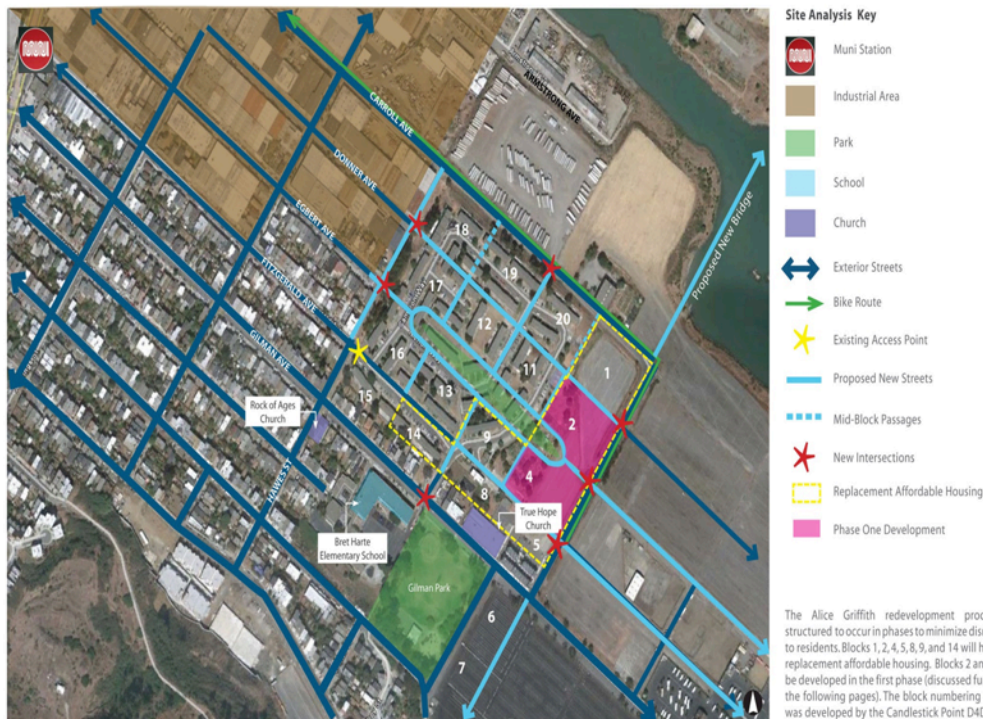 Site Analysis Key
MUNI
Muni Station
Industrial Area
Park
School
Church
Exterior Streets
Bike Route
Existing Access Point
Proposed New Streets
Mid-Block Passages
New Intersections
Replacement Affordable Housing
Phase One Development
The Alice Griffith redevelopment
structured to occur in phases to minimize
to residents. Blocks 1, 2, 4, 5, 8, 9, and 14 will
replacement affordable housing. Blocks 2
be developed in the first phase (discussed
the following pages). The block numbering
was developed by the Candlestick Point
MUNI
CARROLL AVE
ARMSTRONG AVE
DONNER AVE
EGBERT AVE
FITZGERALD AVE
GILMAN AVE
HAWES ST
Proposed New Bridge
18
19
17
12
20
16
11
1
13
15
2
14
9
4
8
5
6
7
Rock of Ages
Church
True Hope
Church
Bret Harte
Elementary School
Gilman Park